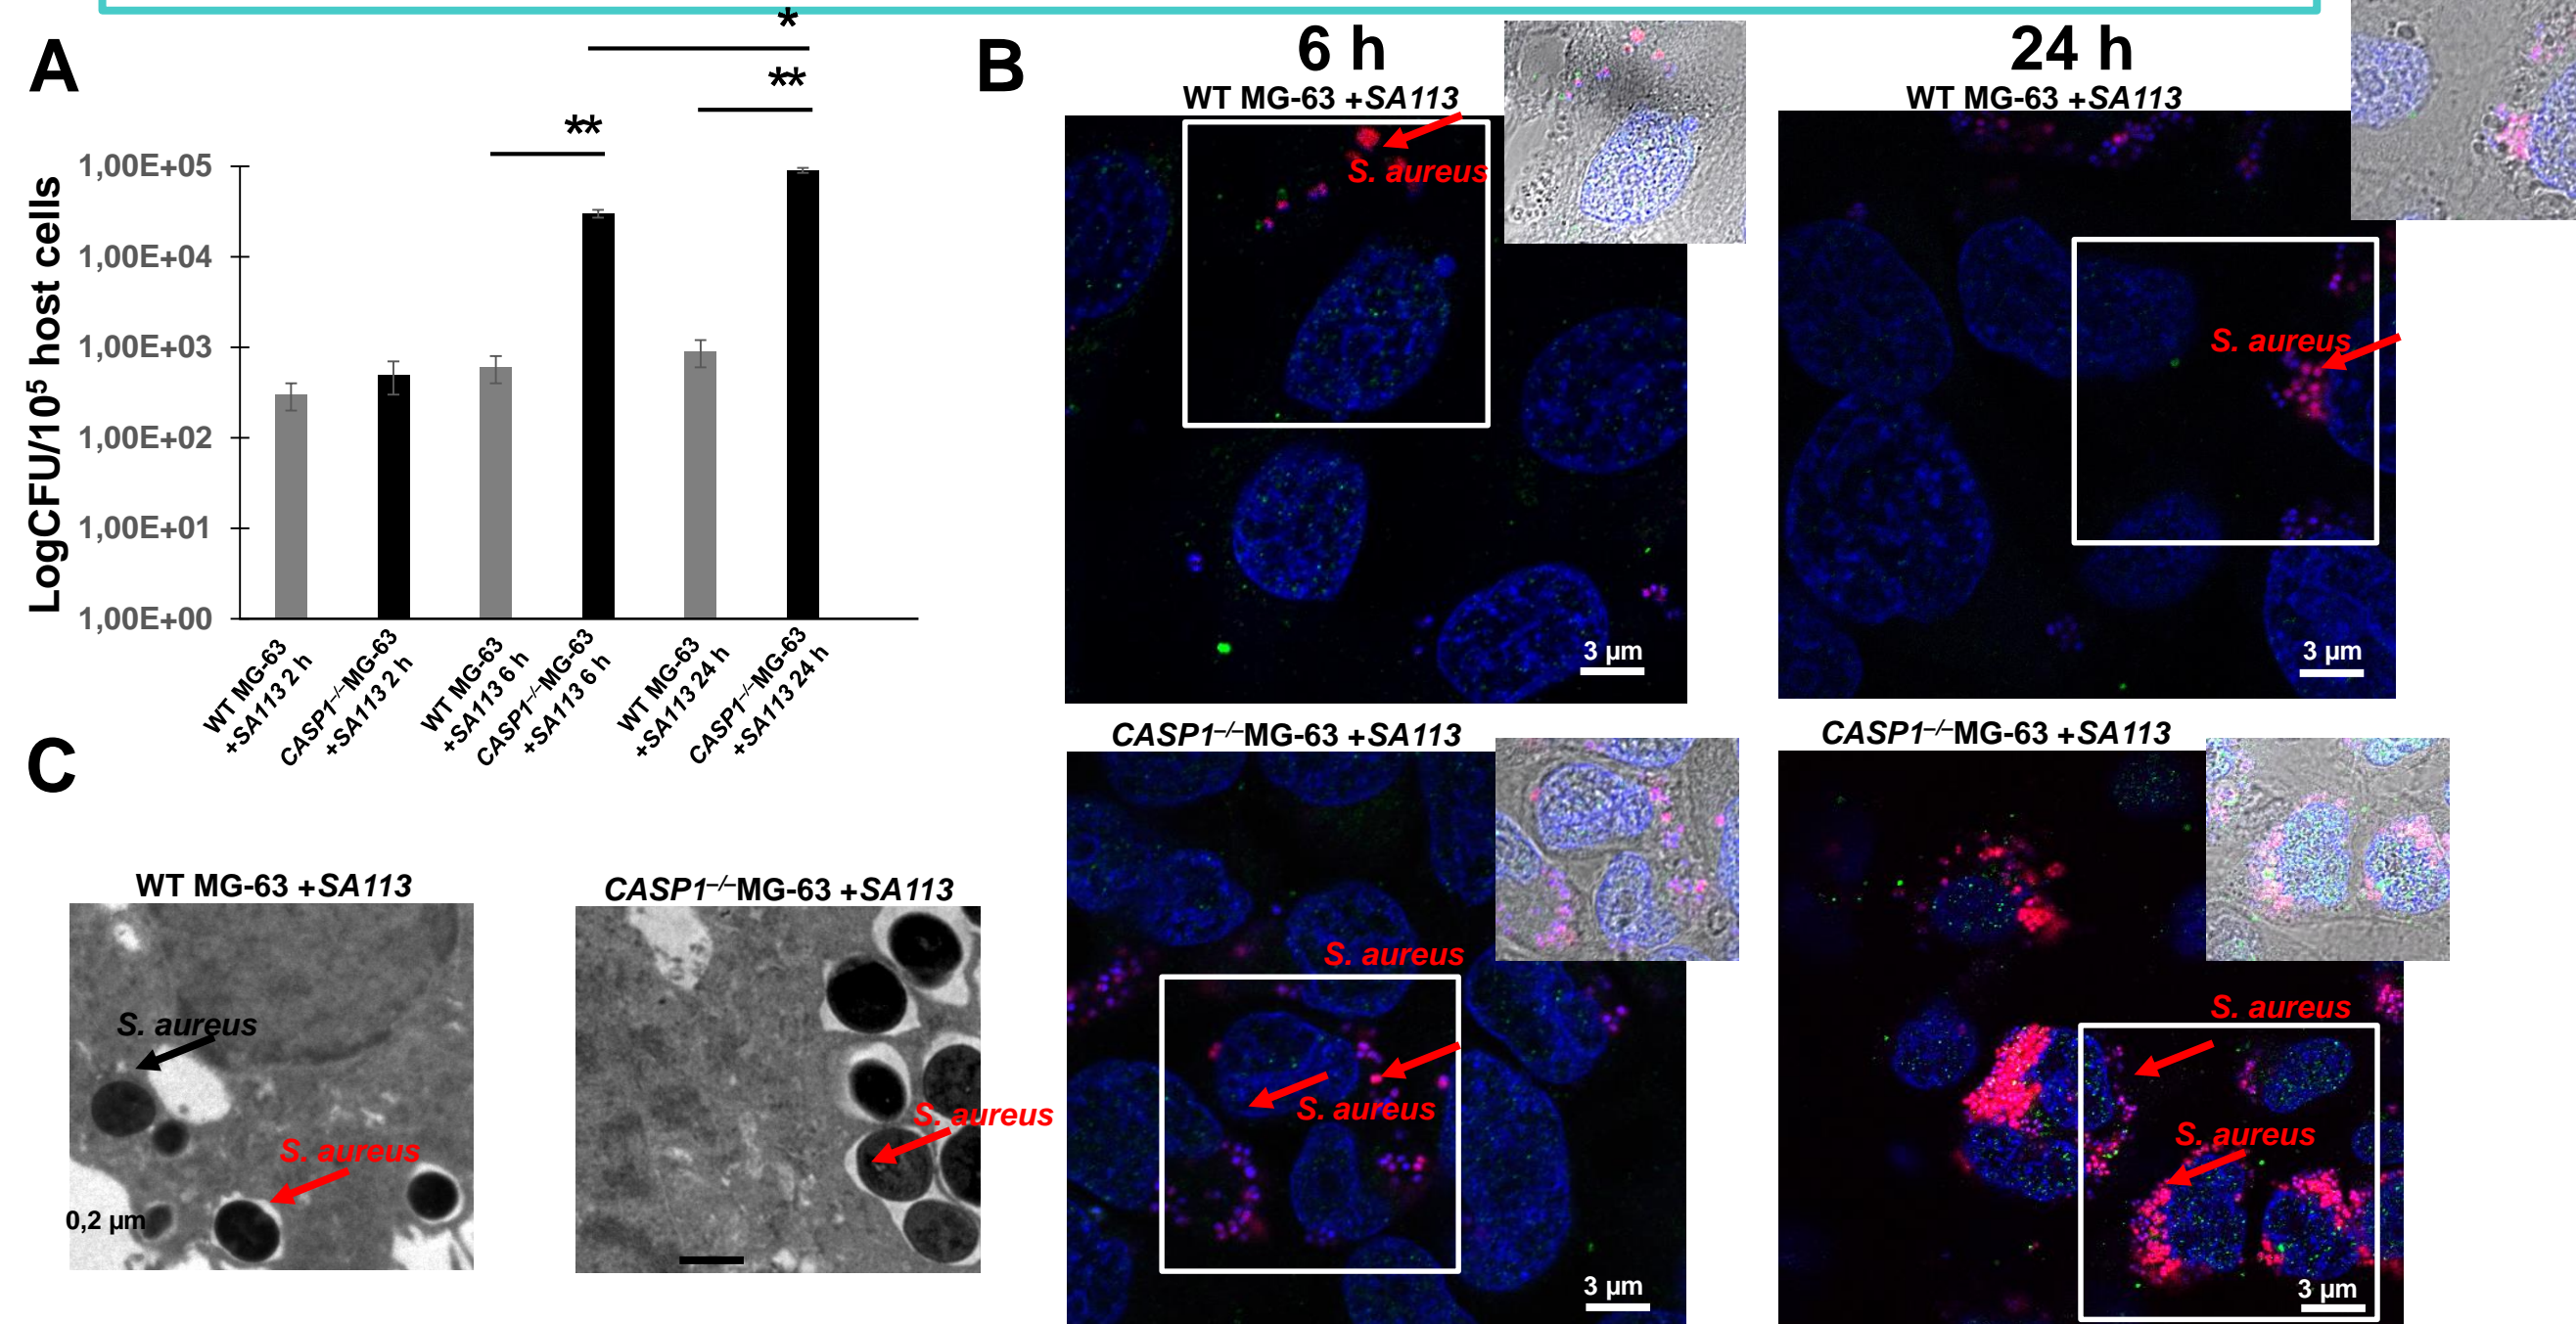 A
*
**
**
LogCFU/10⁵ host cells
1,00E+05
1,00E+04
1,00E+03
1,00E+02
1,00E+01
1,00E+00
WT MG-63
+SA113 2 h
CASP1⁻/⁻MG-63
+SA113 2 h
WT MG-63
+SA113 6 h
CASP1⁻/⁻MG-63
+SA113 6 h
WT MG-63
+SA113 24 h
CASP1⁻/⁻MG-63
+SA113 24 h
B
6 h
WT MG-63 +SA113
S. aureus
3 µm
24 h
WT MG-63 +SA113
S. aureus
3 µm
CASP1⁻/⁻MG-63 +SA113
S. aureus
S. aureus
3 µm
CASP1⁻/⁻MG-63 +SA113
S. aureus
S. aureus
3 µm
C
WT MG-63 +SA113
S. aureus
S. aureus
0,2 µm
CASP1⁻/⁻MG-63 +SA113
S. aureus